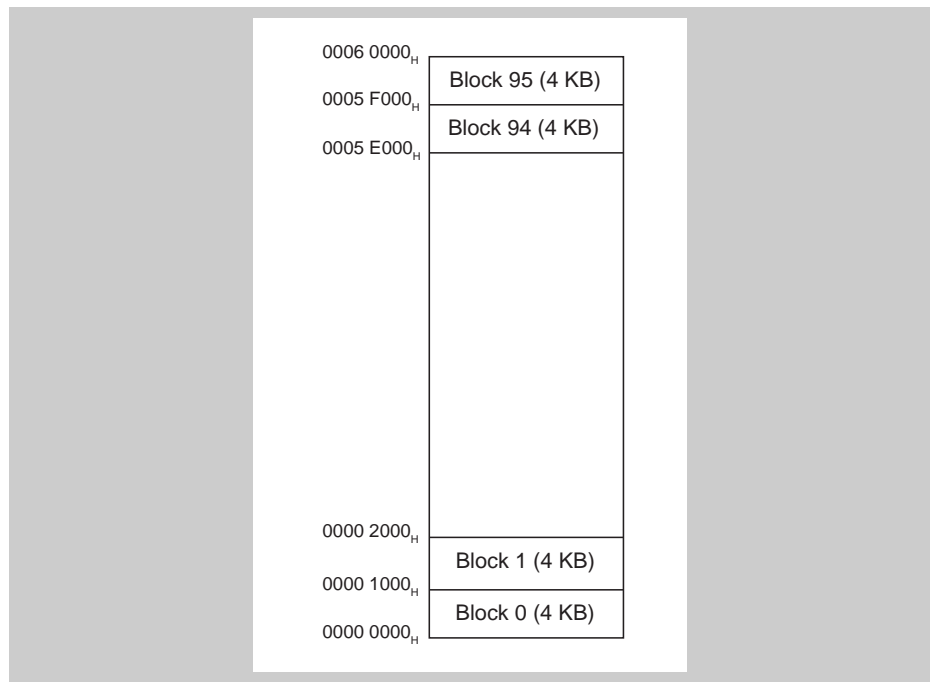 0006 0000H
Block 95 (4 KB)
0005 F000H
Block 94 (4 KB)
0005 E000H
0000 2000H
Block 1 (4 KB)
0000 1000H
Block 0 (4 KB)
0000 0000H